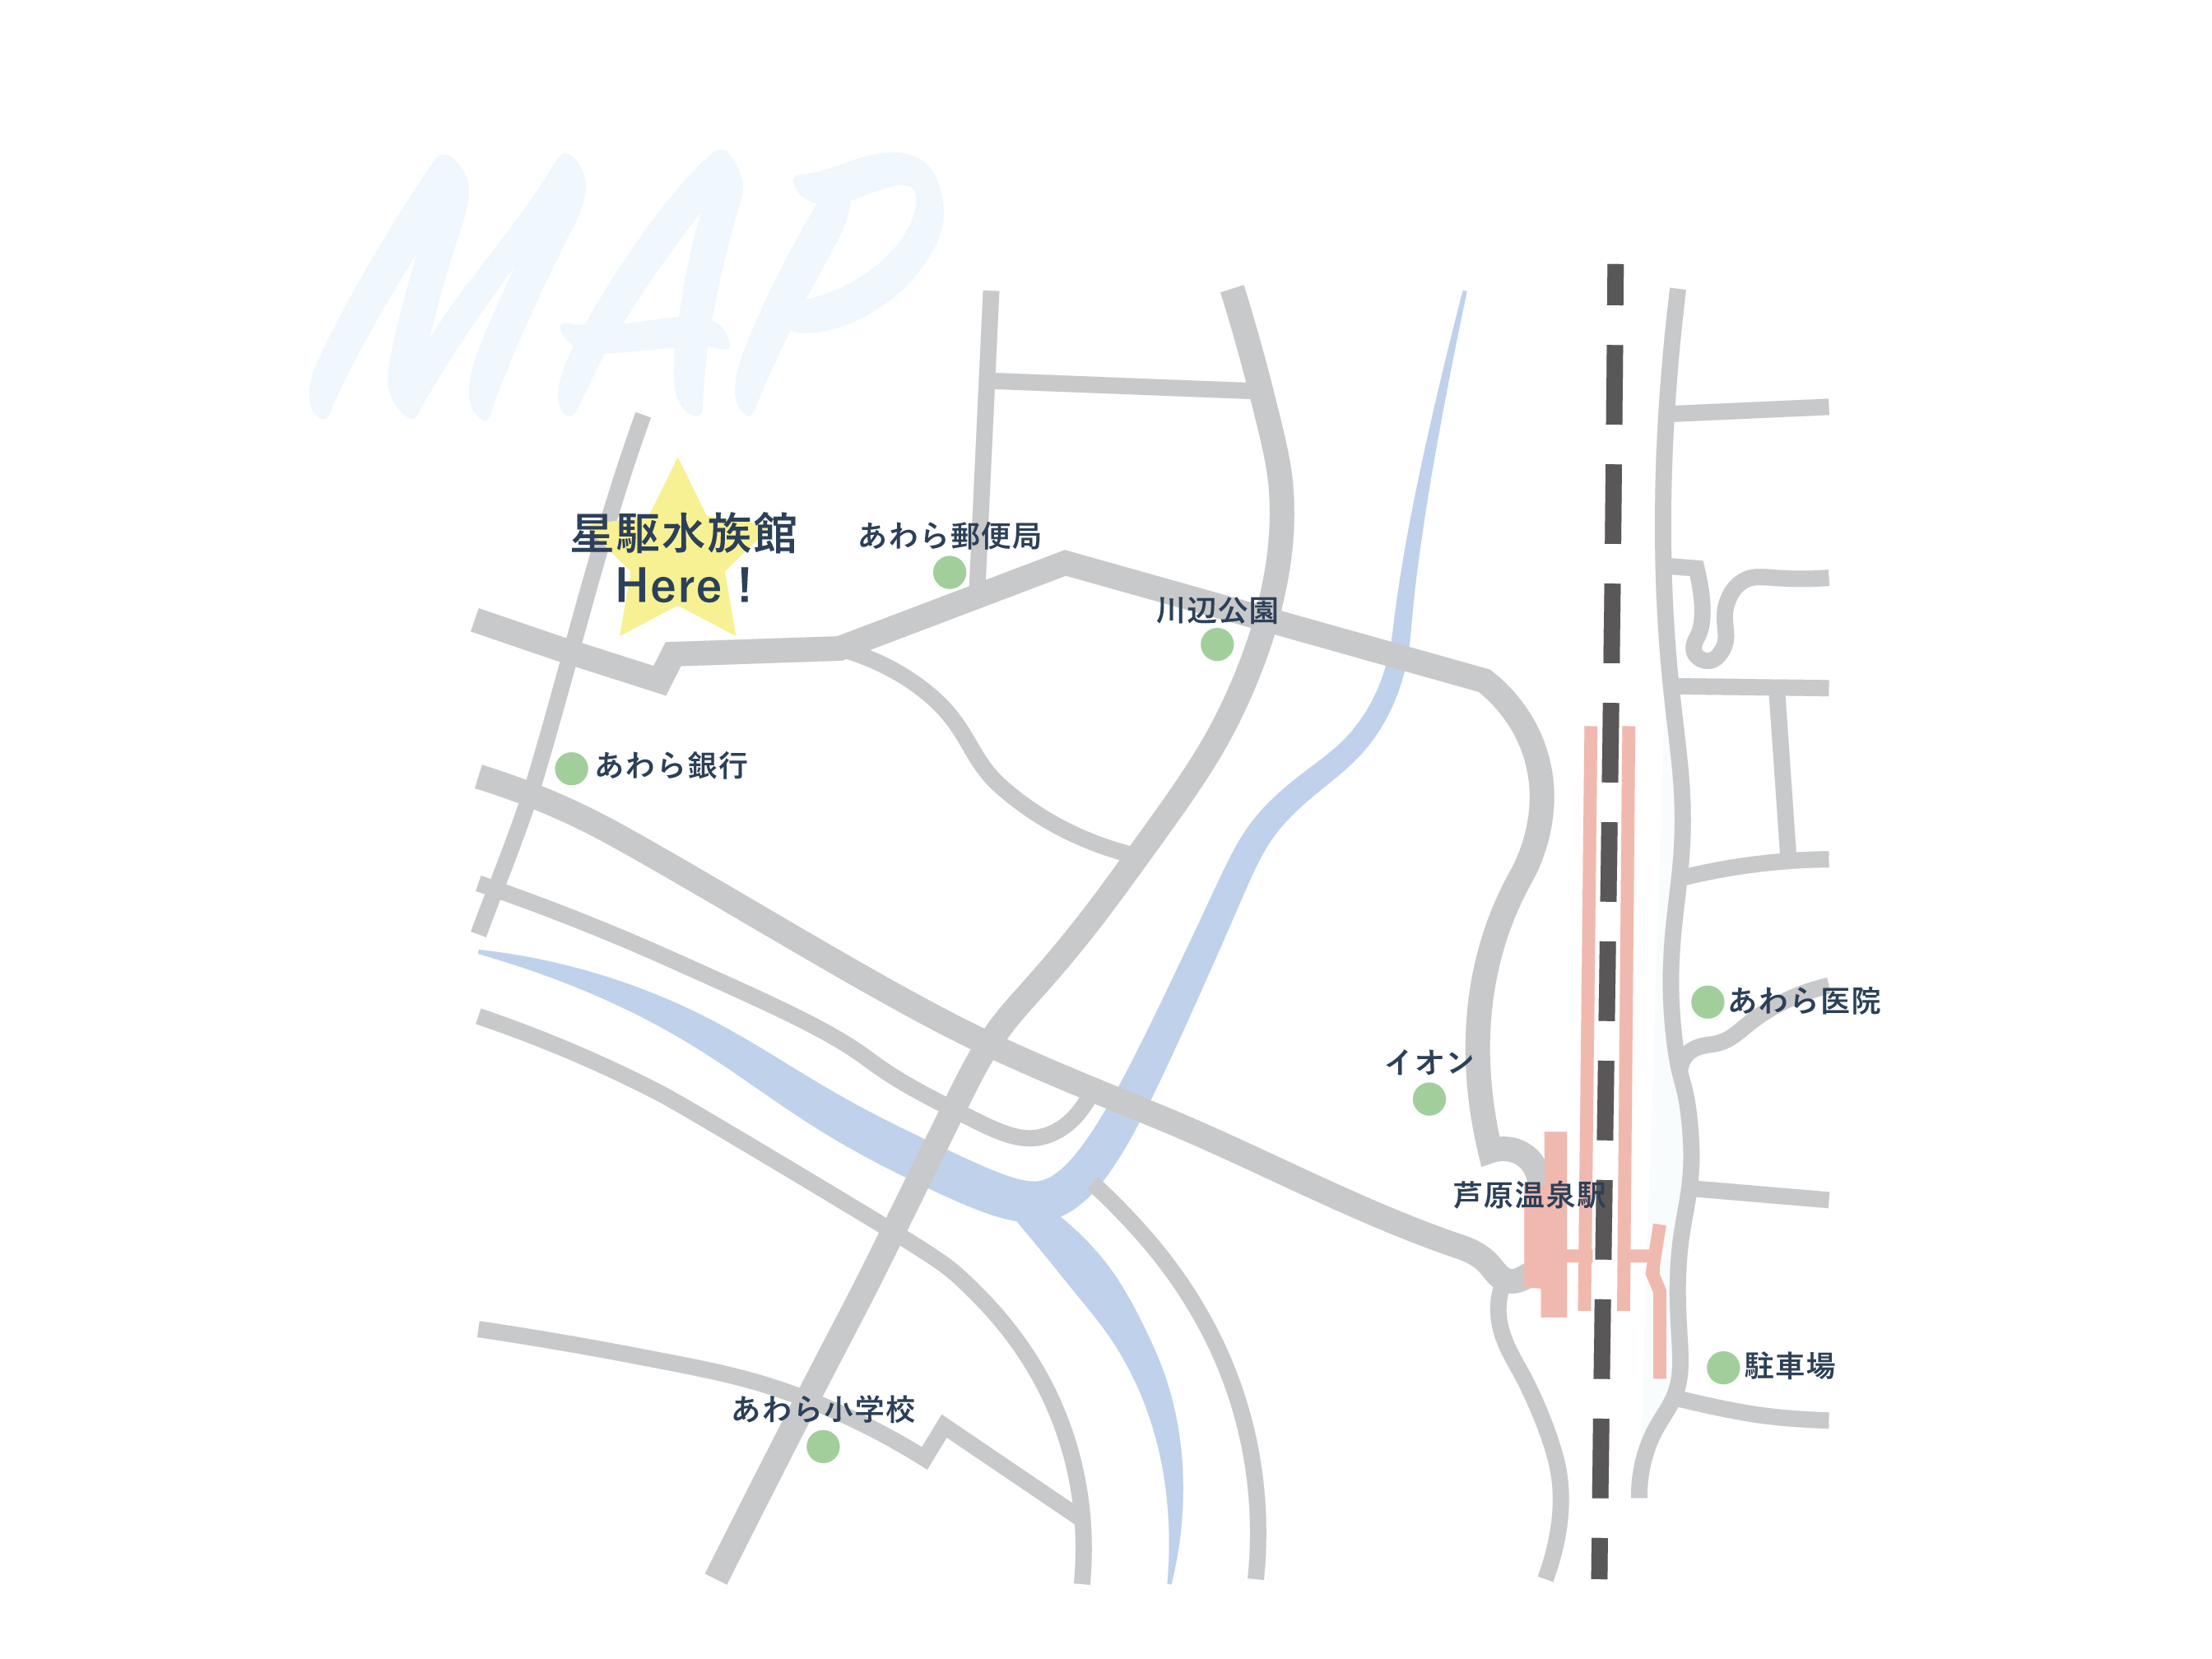 MAP
星駆水族館
Here !
あわら郵便局
川辺公園
あわら銀行
あわら医院
イオン
芦原温泉駅
駐車場
あわら小学校